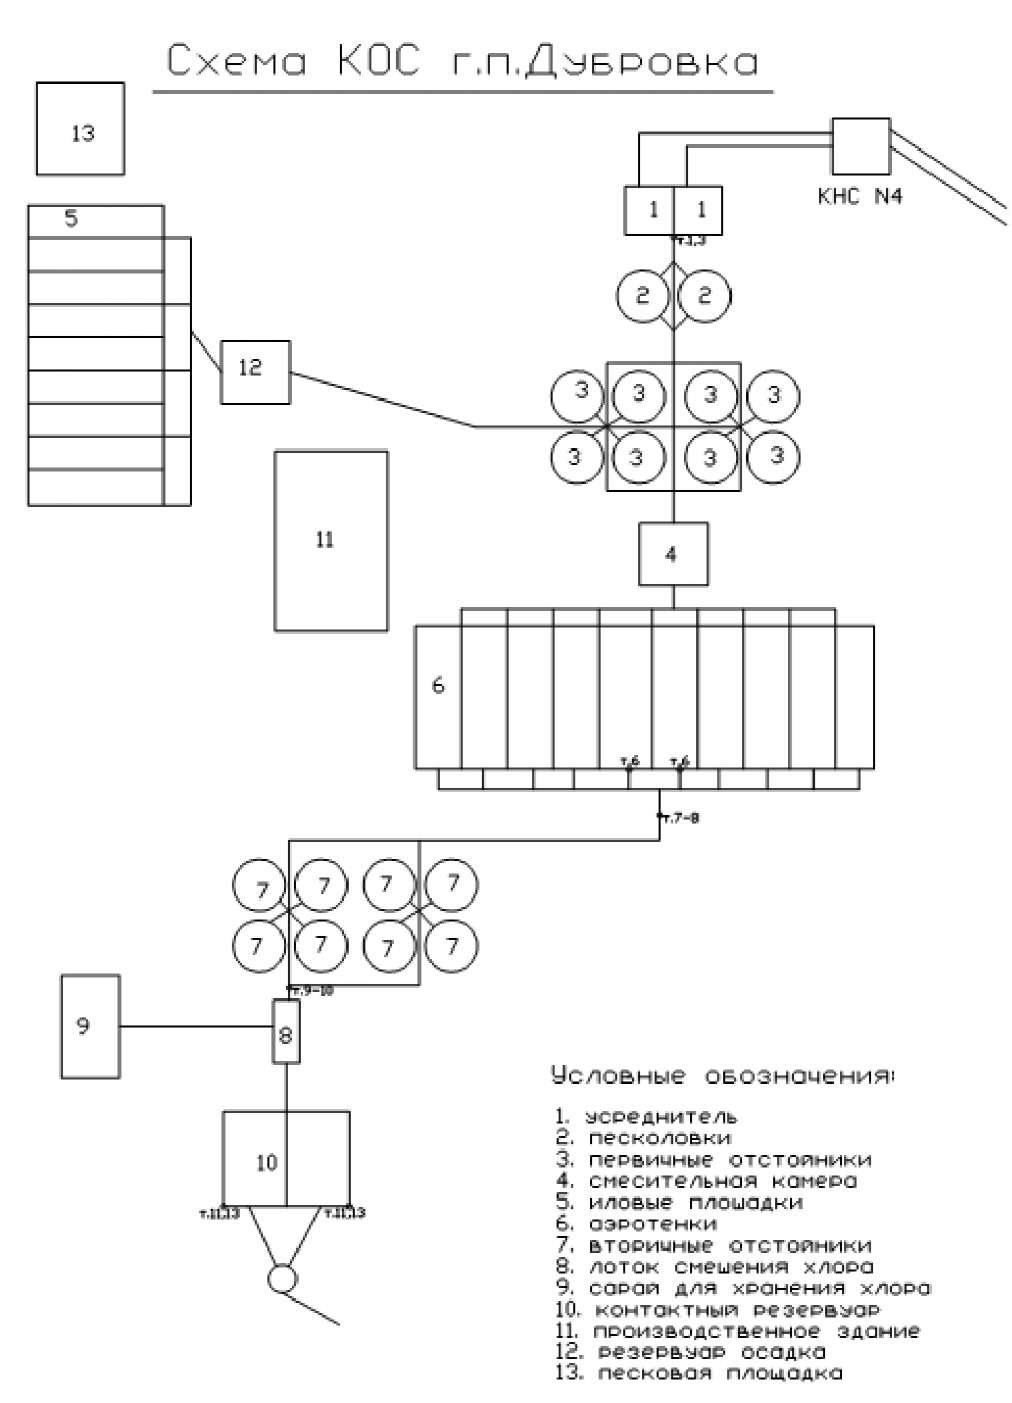 Схема КОС г.п.Дубровка
13
КНС N4
5
1
1
т.1,3
2
2
12
3
3
3
3
3
3
3
3
11
4
6
т.6
т.6
т.7-8
7
7
7
7
7
7
7
7
т.9-10
9
8
10
т.11,13
т.11,13
Условные обозначения:
1. усреднитель
2. песколовки
3. первичные отстойники
4. смесительная камера
5. иловые площадки
6. аэротенки
7. вторичные отстойники
8. лоток смешения хлора
9. сарай для хранения хлора
10. контактный резервуар
11. производственное здание
12. резервуар осадка
13. песковая площадка